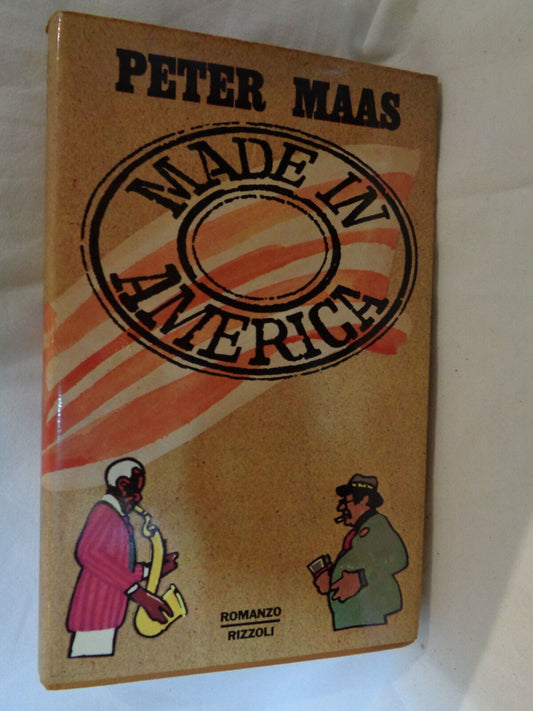 PETER MAAS
MADE IN
AMERICA
ROMANZO
RIZZOLI